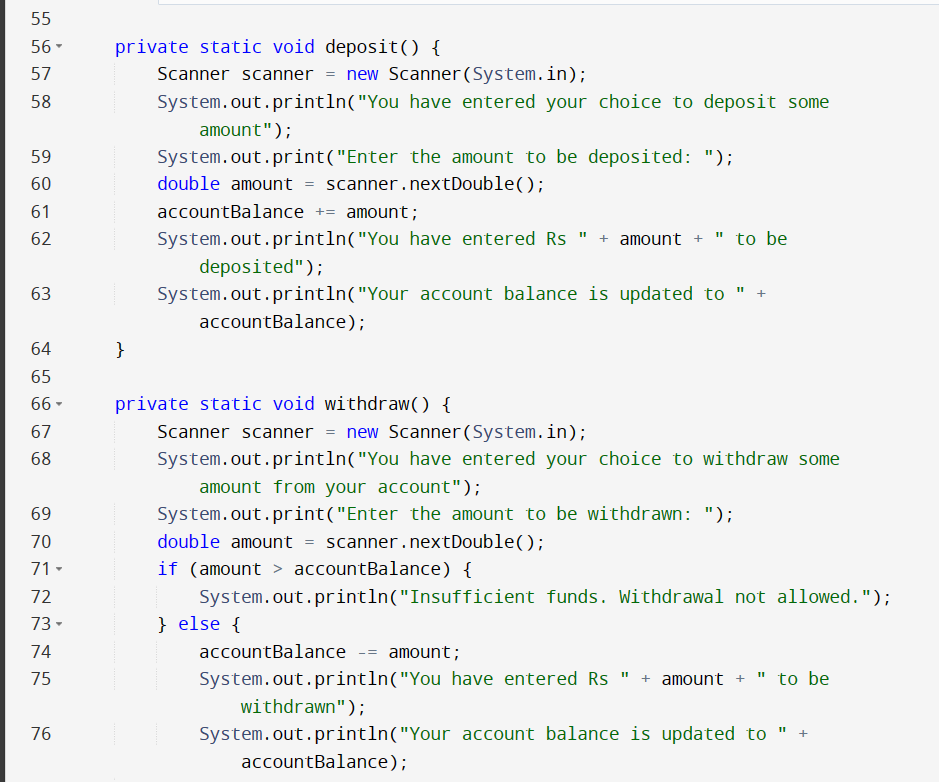 55
56 private static void deposit() {
57 Scanner scanner = new Scanner(System.in);
58 System.out.println("You have entered your choice to deposit some
amount");
59 System.out.print("Enter the amount to be deposited: ");
60 double amount = scanner.nextDouble();
61 accountBalance += amount;
62 System.out.println("You have entered Rs " + amount + " to be
deposited");
63 System.out.println("Your account balance is updated to " +
accountBalance);
64 }
65
66 private static void withdraw() {
67 Scanner scanner = new Scanner(System.in);
68 System.out.println("You have entered your choice to withdraw some
amount from your account");
69 System.out.print("Enter the amount to be withdrawn: ");
70 double amount = scanner.nextDouble();
71 if (amount > accountBalance) {
72 System.out.println("Insufficient funds. Withdrawal not allowed.");
73 } else {
74 accountBalance -= amount;
75 System.out.println("You have entered Rs " + amount + " to be
withdrawn");
76 System.out.println("Your account balance is updated to " +
accountBalance);